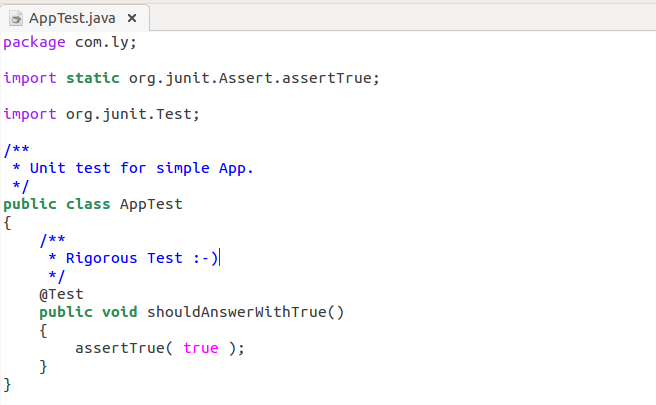 AppTest.java ×
package com.ly;
import static org.junit.Assert.assertTrue;
import org.junit.Test;
/**
 * Unit test for simple App.
 */
public class AppTest
{
    /**
     * Rigorous Test :-)
     */
    @Test
    public void shouldAnswerWithTrue()
    {
        assertTrue( true );
    }
}